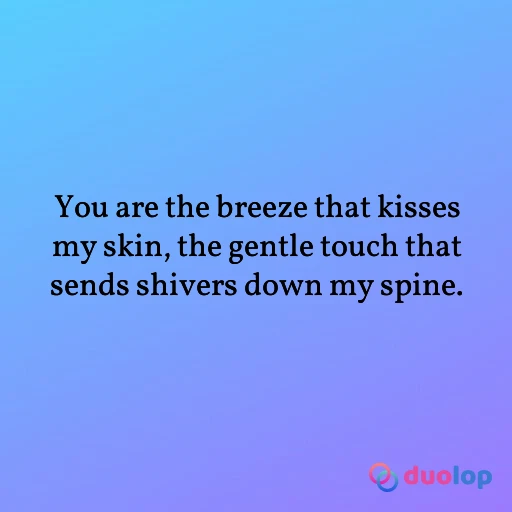 You are the breeze that kisses
my skin, the gentle touch that
sends shivers down my spine.
duolop